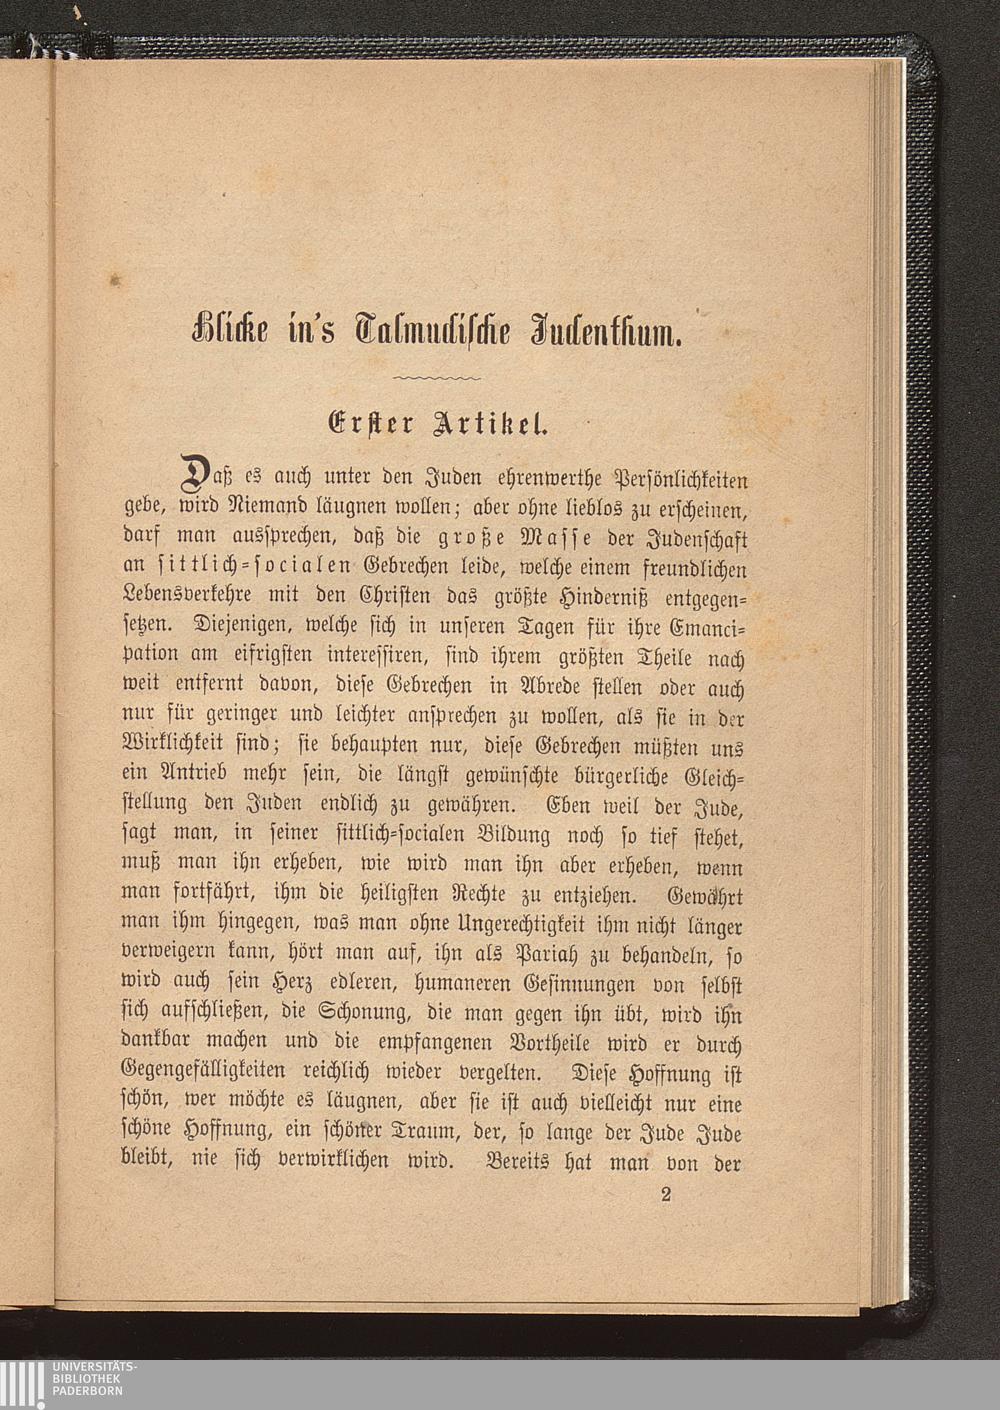 Blicke in's Talmudische Judenthum.
Erster Artikel.
Daß es auch unter den Juden ehrenwerthe Persönlichkeiten
gebe, wird Niemand läugnen wollen; aber ohne lieblos zu erscheinen,
darf man aussprechen, daß die große Masse der Judenschaft
an sittlich-socialen Gebrechen leide, welche einem freundlichen
Lebensverkehre mit den Christen das größte Hinderniß entgegen-
setzen. Diejenigen, welche sich in unseren Tagen für ihre Emanci-
pation am eifrigsten interessiren, sind ihrem größten Theile nach
weit entfernt davon, diese Gebrechen in Abrede stellen oder auch
nur für geringer und leichter ansprechen zu wollen, als sie in der
Wirklichkeit sind; sie behaupten nur, diese Gebrechen müßten uns
ein Antrieb mehr sein, die längst gewünschte bürgerliche Gleich-
stellung den Juden endlich zu gewähren. Eben weil der Jude,
sagt man, in seiner sittlich-socialen Bildung noch so tief stehet,
muß man ihn erheben, wie wird man ihn aber erheben, wenn
man fortfährt, ihm die heiligsten Rechte zu entziehen. Gewährt
man ihm hingegen, was man ohne Ungerechtigkeit ihm nicht länger
verweigern kann, hört man auf, ihn als Pariah zu behandeln, so
wird auch sein Herz edleren, humaneren Gesinnungen von selbst
sich aufschließen, die Schonung, die man gegen ihn übt, wird ihn
dankbar machen und die empfangenen Vortheile wird er durch
Gegengefälligkeiten reichlich wieder vergelten. Diese Hoffnung ist
schön, wer möchte es läugnen, aber sie ist auch vielleicht nur eine
schöne Hoffnung, ein schöner Traum, der, so lange der Jude Jude
bleibt, nie sich verwirklichen wird. Bereits hat man von der
2
UNIVERSITÄTS-
BIBLIOTHEK
PADERBORN